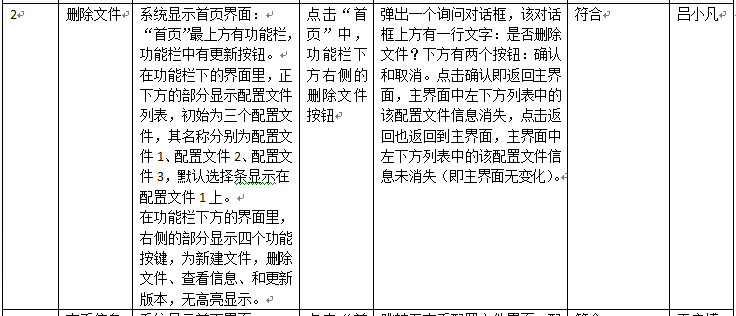 2
删除文件
系统显示首页界面：
“首页”最上方有功能栏，
功能栏中有更新按钮。
在功能栏下的界面里，正
下方的部分显示配置文件
列表，初始为三个配置文
件，其名称分别为配置文
件 1、配置文件 2、配置文
件 3，默认选择条显示在
配置文件 1 上。
在功能栏下方的界面里，
右侧的部分显示四个功能
按键，为新建文件，删除
文件、查看信息、和更新
版本，无高亮显示。
点击“首
页”中，
功能栏下
方右侧的
删除文件
按钮
弹出一个询问对话框，该对话
框上方有一行文字：是否删除
文件？下方有两个按钮：确认
和取消。点击确认即返回主界
面，主界面中左下方列表中的
该配置文件信息消失，点击返
回也返回到主界面，主界面中
左下方列表中的该配置文件信
息未消失（即主界面无变化）。
符合
吕小凡